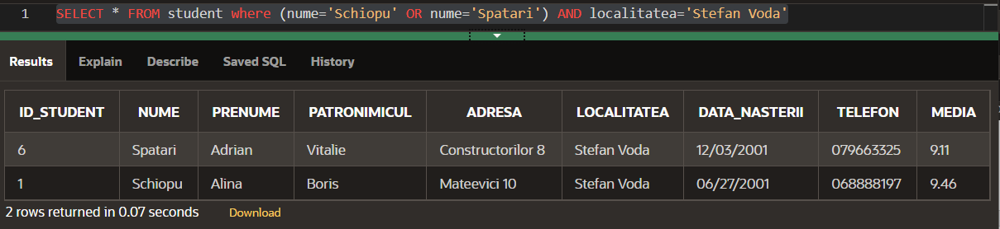 1 SELECT * FROM student where (nume='Schiopu' OR nume='Spatari') AND localitatea='Stefan Voda'
Results Explain Describe Saved SQL History
ID_STUDENT NUME PRENUME PATRONIMICUL ADRESA LOCALITATEA DATA_NASTERII TELEFON MEDIA
6 Spatari Adrian Vitalie Constructorilor 8 Stefan Voda 12/03/2001 079663325 9.11
1 Schiopu Alina Boris Mateevici 10 Stefan Voda 06/27/2001 068888197 9.46
2 rows returned in 0.07 seconds Download